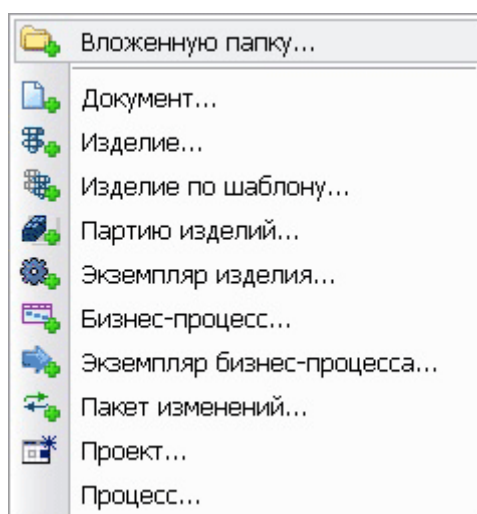 Вложенную папку...
Документ...
Изделие...
Изделие по шаблону...
Партию изделий...
Экземпляр изделия...
Бизнес-процесс...
Экземпляр бизнес-процесса...
Пакет изменений...
Проект...
Процесс...